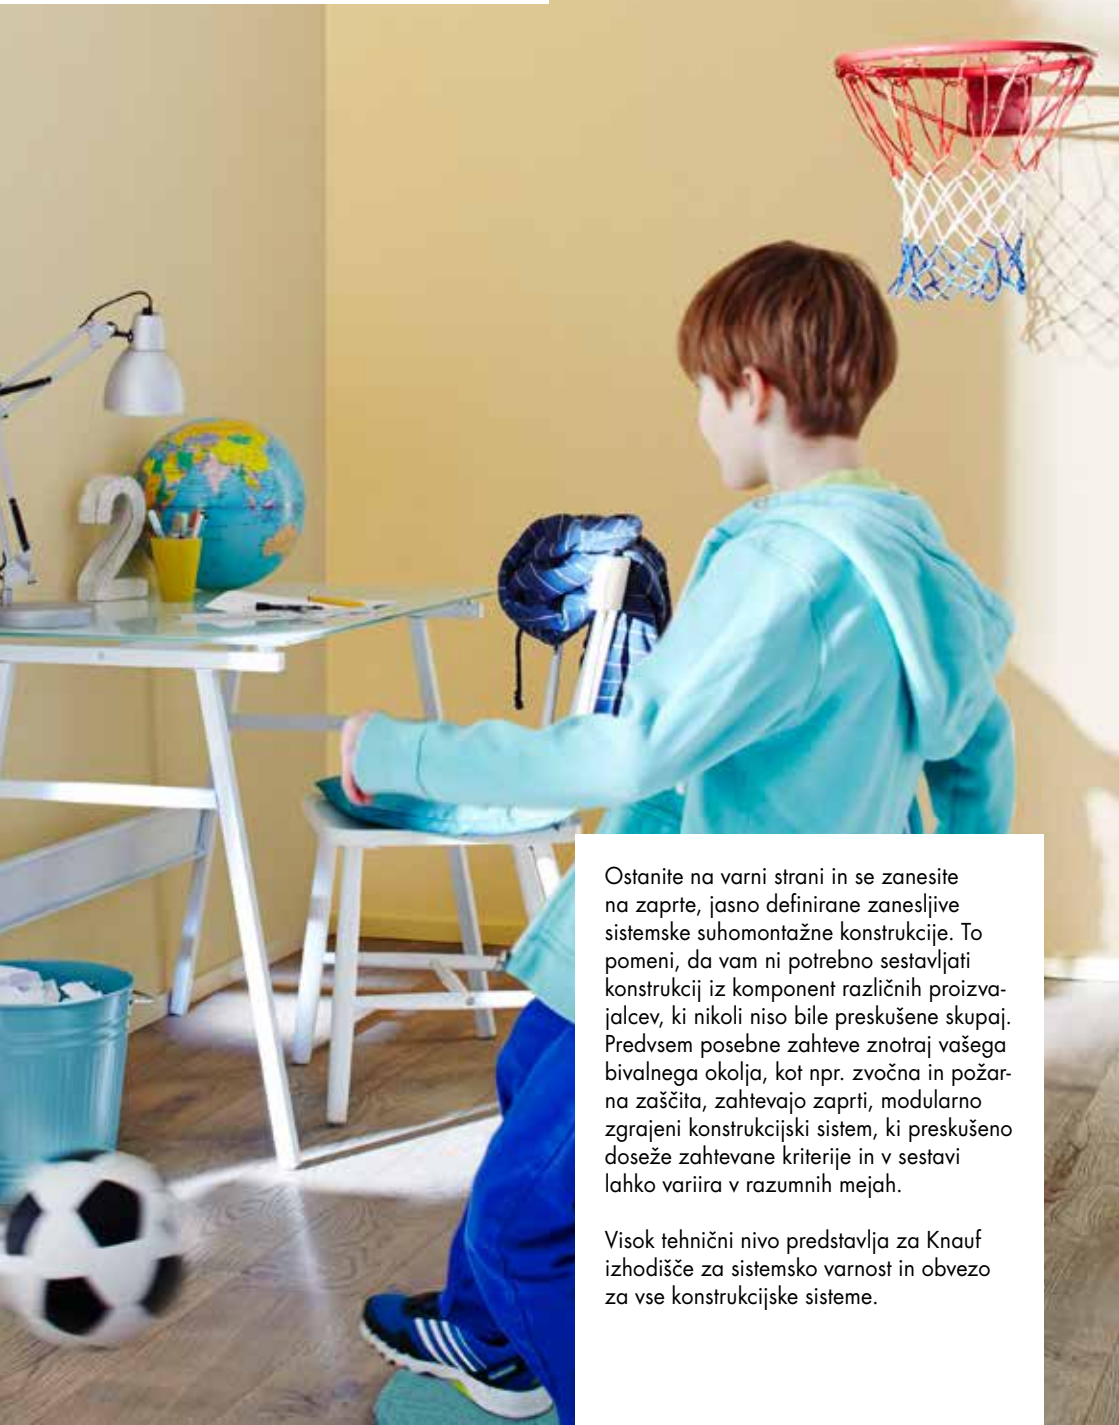 2
Ostanite na varni strani in se zanesite
na zaprte, jasno definirane zanesljive
sistemske suhomontažne konstrukcije. To
pomeni, da vam ni potrebno sestavljati
konstrukcij iz komponent različnih proizva-
jalcev, ki nikoli niso bile preskušene skupaj.
Predvsem posebne zahteve znotraj vašega
bivalnega okolja, kot npr. zvočna in požar-
na zaščita, zahtevajo zaprti, modularno
zgrajeni konstrukcijski sistem, ki preskušeno
doseže zahtevane kriterije in v sestavi
lahko variira v razumnih mejah.

Visok tehnični nivo predstavlja za Knauf
izhodišče za sistemsko varnost in obvezo
za vse konstrukcijske sisteme.